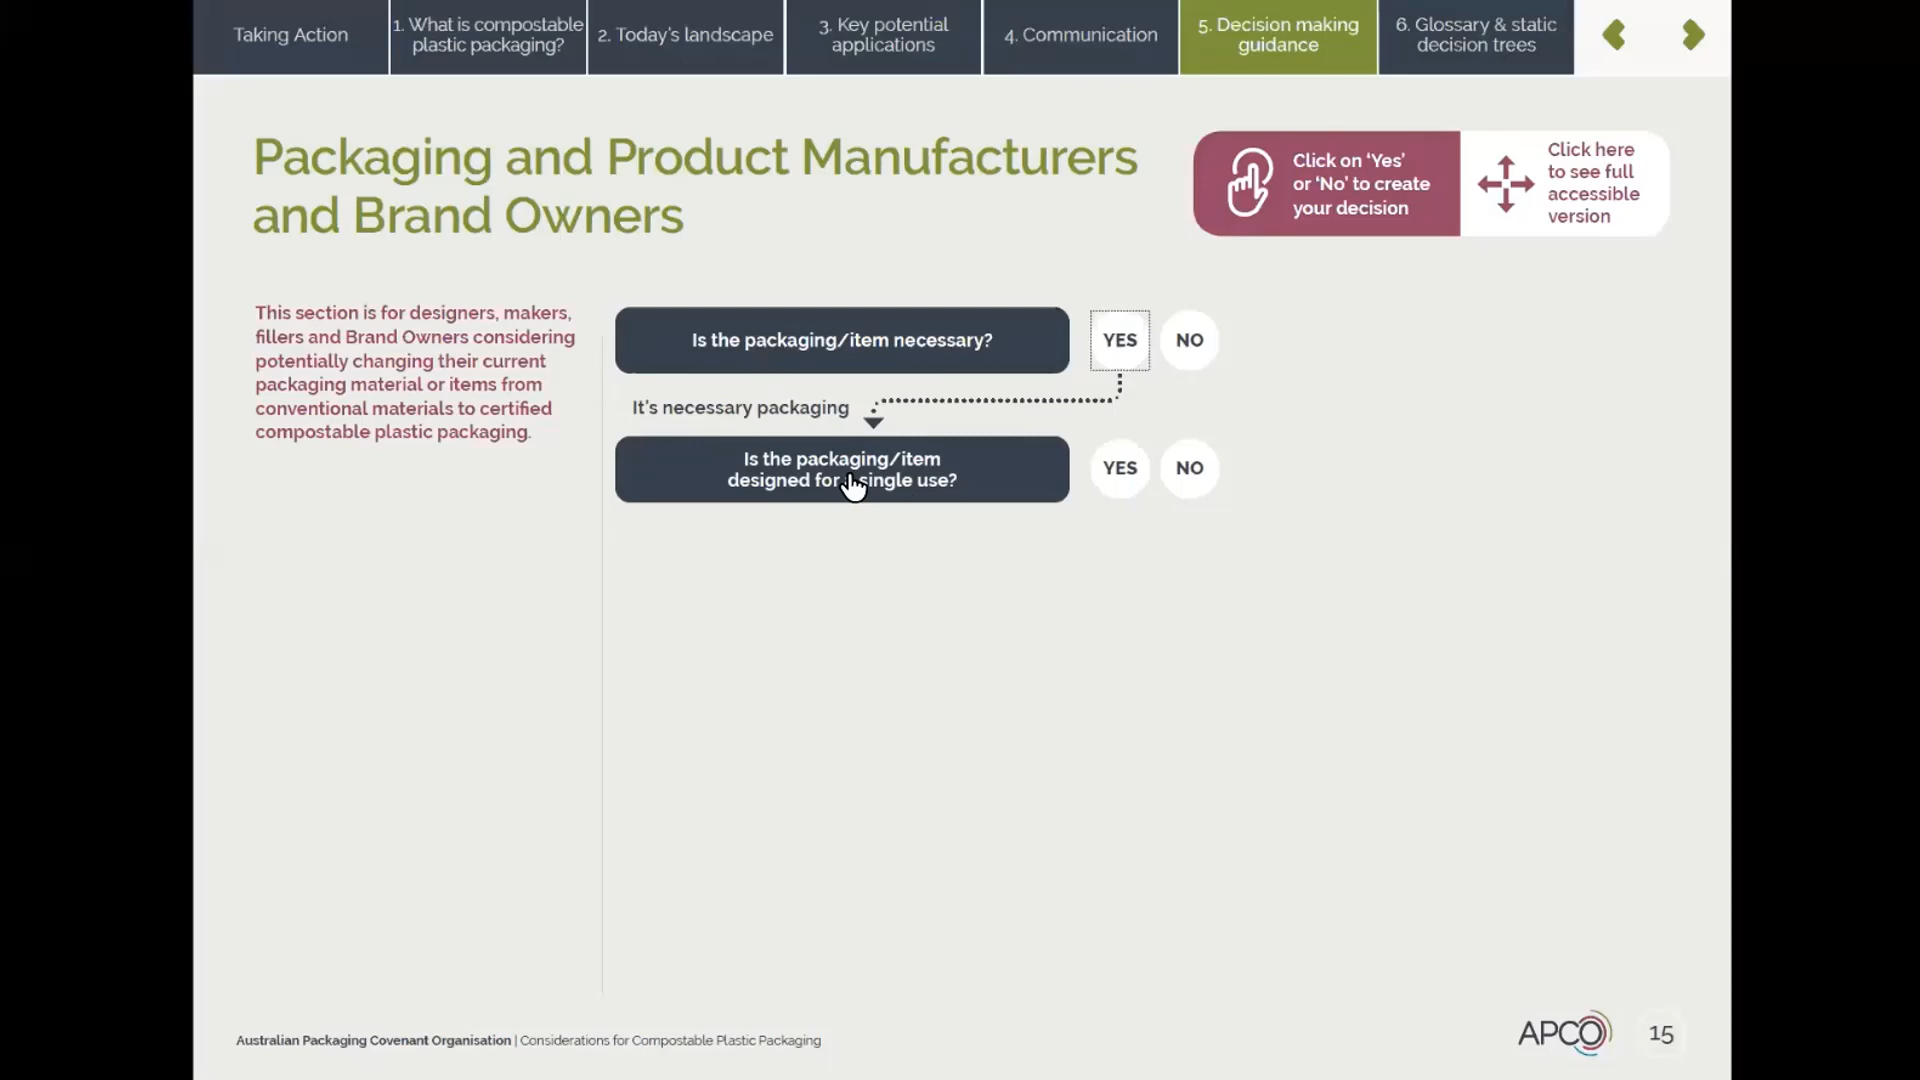 Taking Action
1. What is compostable
plastic packaging?
2. Today's landscape
3. Key potential
applications
4. Communication
5. Decision making
guidance
6. Glossary & static
decision trees
Packaging and Product Manufacturers
and Brand Owners
Click on 'Yes'
or 'No' to create
your decision
Click here
to see full
accessible
version
This section is for designers, makers,
fillers and Brand Owners considering
potentially changing their current
packaging material or items from
conventional materials to certified
compostable plastic packaging.
Is the packaging/item necessary?
YES
NO
It's necessary packaging
Is the packaging/item
designed for single use?
YES
NO
Australian Packaging Covenant Organisation | Considerations for Compostable Plastic Packaging
APCO
15